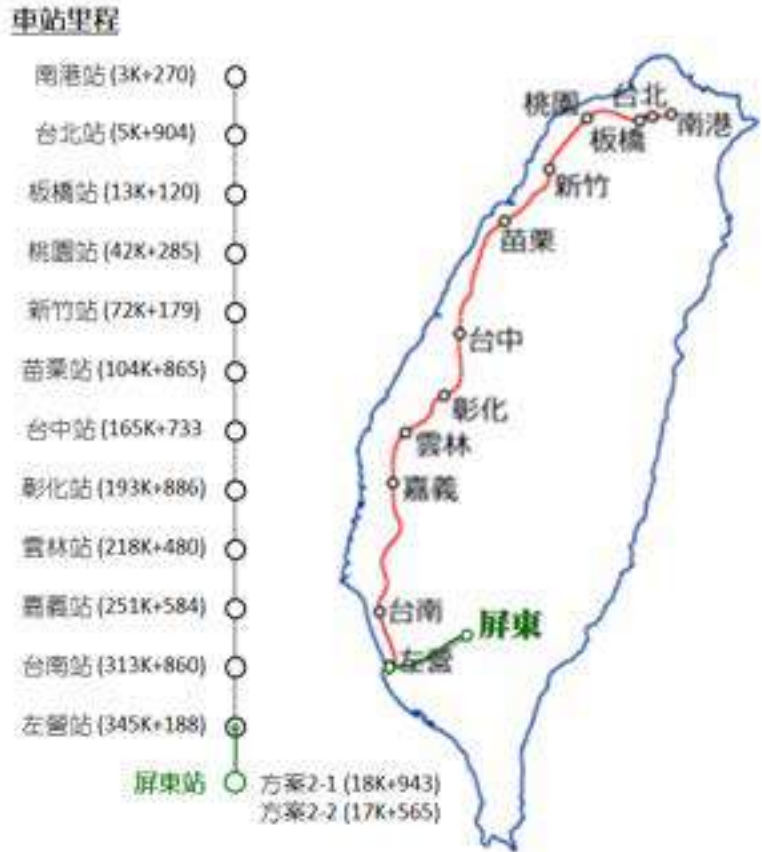 車站里程
南港站 (3K+270)
台北站 (5K+904)
板橋站 (13K+120)
桃園站 (42K+285)
新竹站 (72K+179)
苗栗站 (104K+865)
台中站 (165K+733
彰化站 (193K+886)
雲林站 (218K+480)
嘉義站 (251K+584)
台南站 (313K+860)
左營站 (345K+188)
屏東站
方案2-1 (18K+943)
方案2-2 (17K+565)
桃園
台北
板橋
南港
新竹
苗栗
台中
彰化
雲林
嘉義
台南
屏東
左營